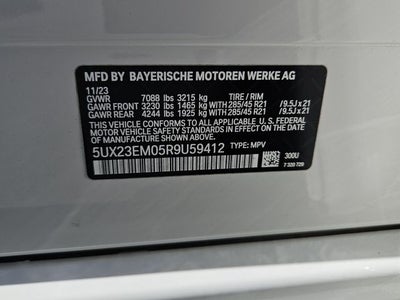 MFD BY BAYERISCHE MOTOREN WERKE AG
11/23
GVWR 7088 lbs 3215 kg TIRE / RIM
GAWR FRONT 3230 lbs 1465 kg WITH 285/45 R21 / 9.5J x 21
GAWR REAR 4244 lbs 1925 kg WITH 285/45 R21 / 9.5J x 21
THIS VEHICLE CONFORMS TO ALL APPLICABLE U.S. FEDERAL
MOTOR VEHICLE SAFETY STANDARDS IN EFFECT ON THE DATE
OF MANUFACTURE SHOWN ABOVE.
5UX23EM05R9U59412 TYPE: MPV
300U
7 320 729